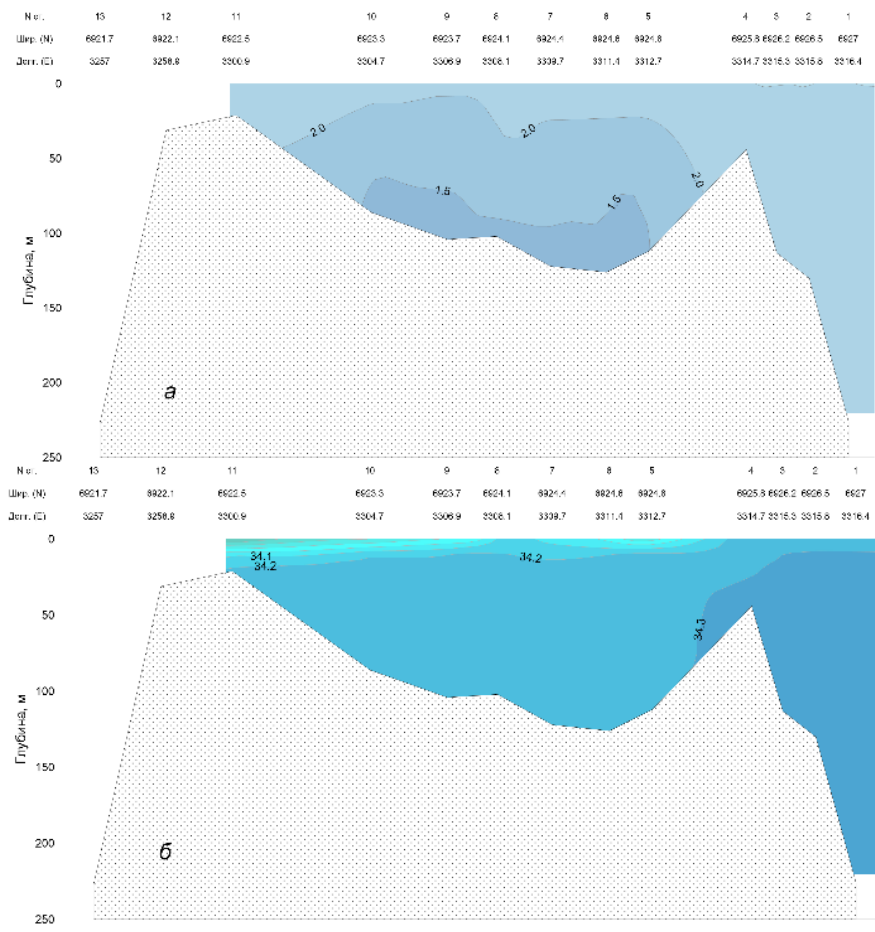 N ст. 13 12 11 10 9 8 7 6 5 4 3 2 1
Шир. (N) 6921.7 6922.1 6922.5 6923.3 6923.7 6924.1 6924.4 6924.6 6924.8 6925.8 6926.2 6926.5 6927
Долг. (E) 3257 3258.9 3300.9 3304.7 3306.9 3308.1 3309.7 3311.4 3312.7 3314.7 3315.3 3315.8 3316.4
0
50
100
150
200
250
Глубина, м
2.0
2.0
2.0
1.5
1.5
а
N ст. 13 12 11 10 9 8 7 6 5 4 3 2 1
Шир. (N) 6921.7 6922.1 6922.5 6923.3 6923.7 6924.1 6924.4 6924.6 6924.8 6925.8 6926.2 6926.5 6927
Долг. (E) 3257 3258.9 3300.9 3304.7 3306.9 3308.1 3309.7 3311.4 3312.7 3314.7 3315.3 3315.8 3316.4
0
50
100
150
200
250
Глубина, м
34.1
34.2
34.2
34.3
б